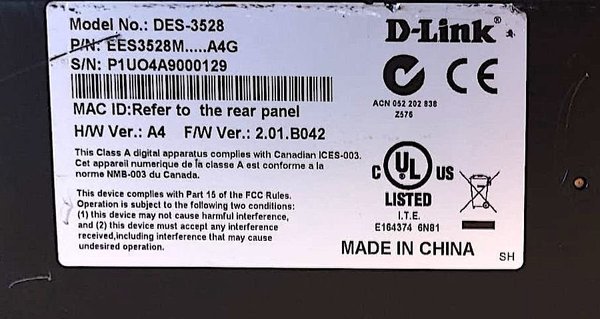 Model No.: DES-3528
P/N: EES3528M.....A4G
S/N: P1UO4A9000129
MAC ID:Refer to the rear panel
H/W Ver.: A4 F/W Ver.: 2.01.B042
This Class A digital apparatus complies with Canadian ICES-003.
Cet appareil numerique de la classe A est conforme a la
norme NMB-003 du Canada.
This device complies with Part 15 of the FCC Rules.
Operation is subject to the following two conditions:
(1) this device may not cause harmful interference,
and (2) this device must accept any interference
received,including interference that may cause
undesired operation.
D-Link
ACN 052 202 838
Z576
C UL US
LISTED
I.T.E.
E164374 6N81
MADE IN CHINA
SH